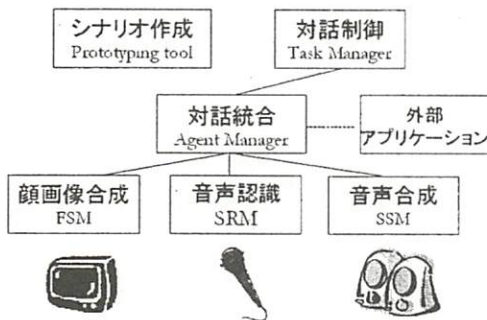 シナリオ作成
Prototyping tool
対話制御
Task Manager
対話統合
Agent Manager
外部
アプリケーション
顔画像合成
FSM
音声認識
SRM
音声合成
SSM